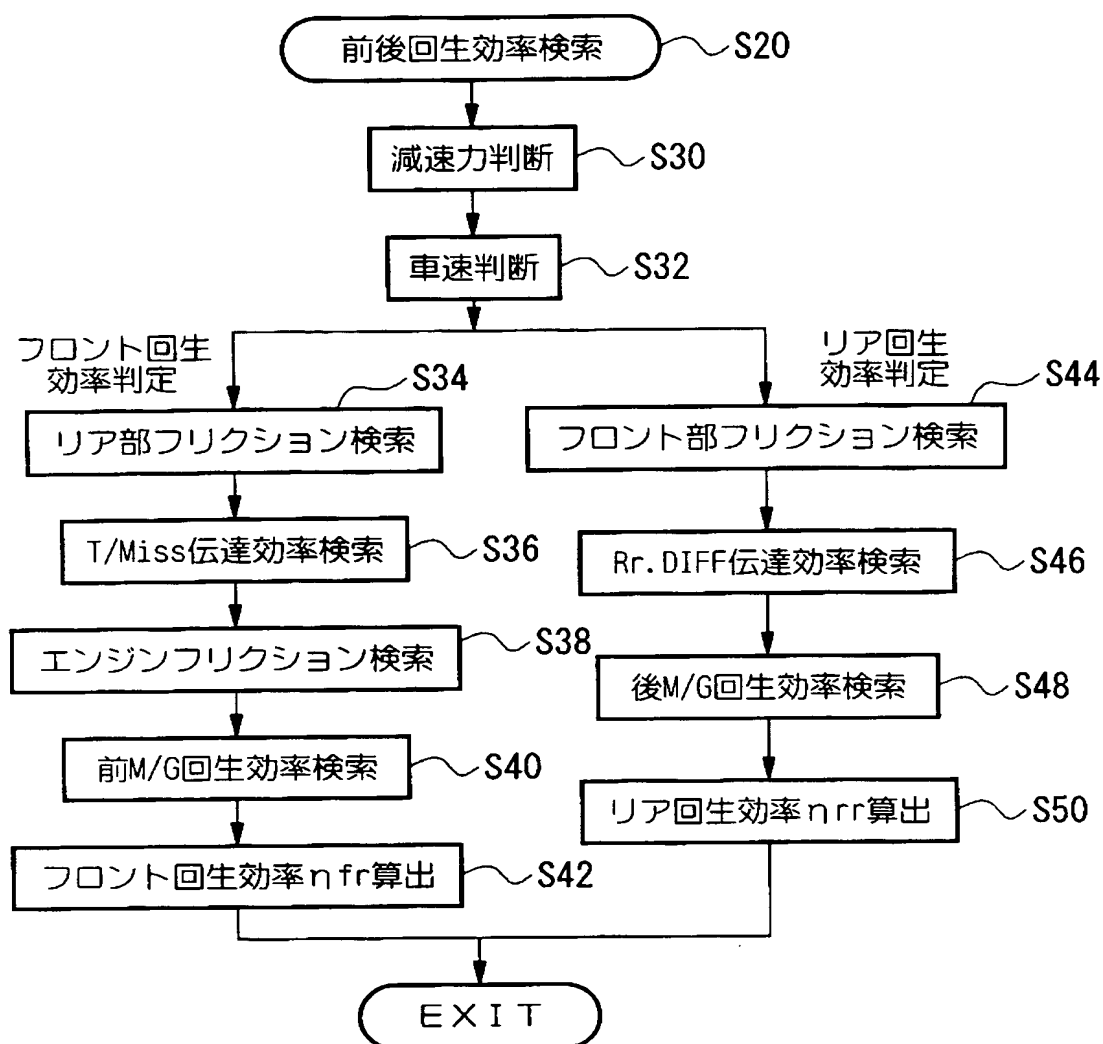 前後回生効率検索
S20
減速力判断
S30
車速判断
S32
フロント回生
効率判定
S34
リア部フリクション検索
T/Miss伝達効率検索
S36
エンジンフリクション検索
S38
前M/G回生効率検索
S40
フロント回生効率ηfr算出
S42
リア回生
効率判定
S44
フロント部フリクション検索
Rr.DIFF伝達効率検索
S46
後M/G回生効率検索
S48
リア回生効率ηrr算出
S50
EXIT